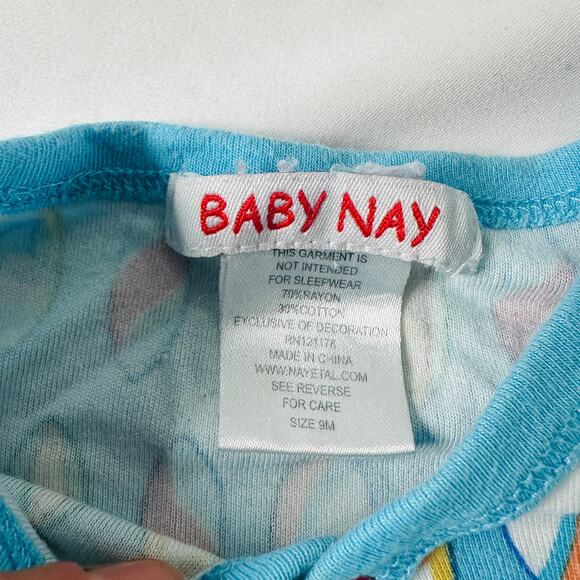 BABY NAY
THIS GARMENT IS
NOT INTENDED
FOR SLEEPWEAR
70%RAYON
30%COTTON
EXCLUSIVE OF DECORATION
RN121178
MADE IN CHINA
WWW.NAYETAL.COM
SEE REVERSE
FOR CARE
SIZE 9M